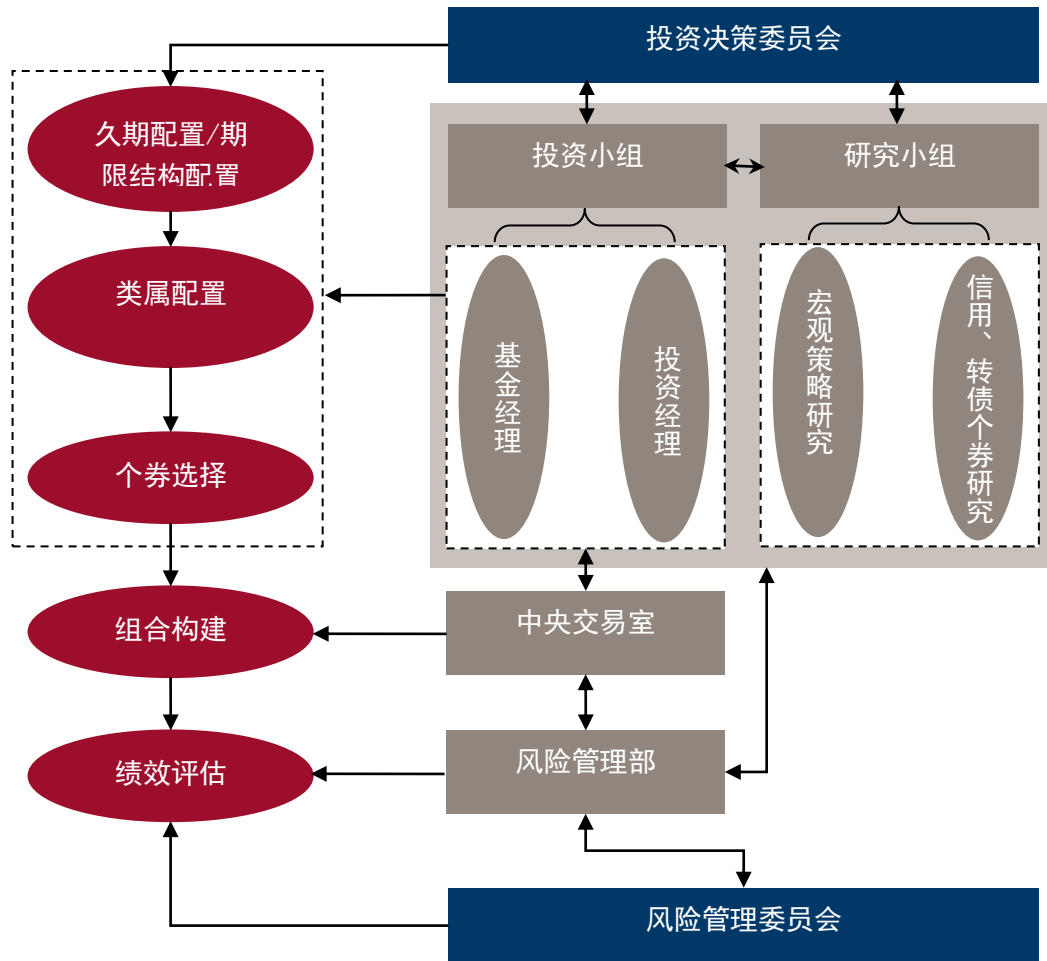 投资决策委员会
久期配置/期
限结构配置
投资小组
研究小组
类属配置
基金经理
投资经理
宏观策略研究
信用、转债个券研究
个券选择
组合构建
中央交易室
绩效评估
风险管理部
风险管理委员会